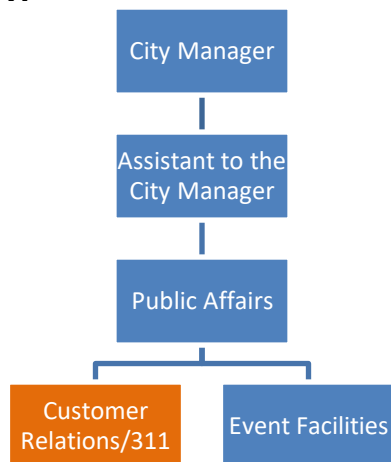 City Manager
Assistant to the
City Manager
Public Affairs
Customer
Relations/311
Event Facilities